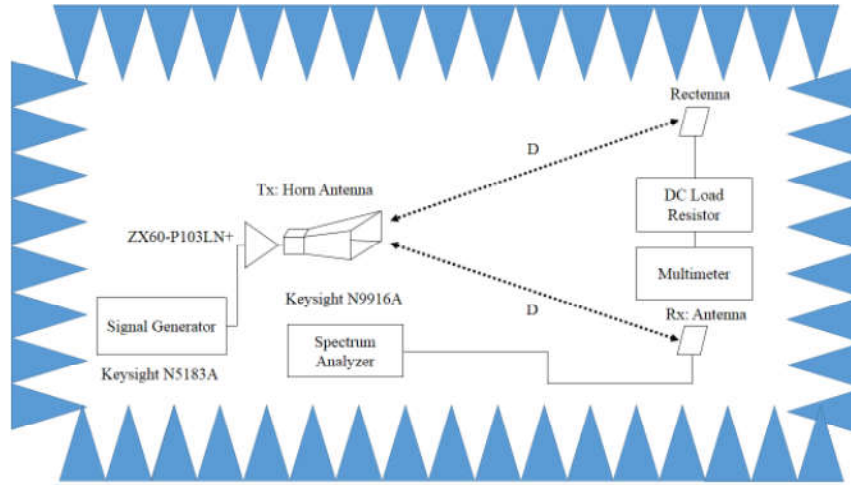 Rectenna
D
Tx: Horn Antenna
DC Load
Resistor
ZX60-P103LN+
Multimeter
Keysight N9916A
D
Rx: Antenna
Signal Generator
Spectrum
Analyzer
Keysight N5183A